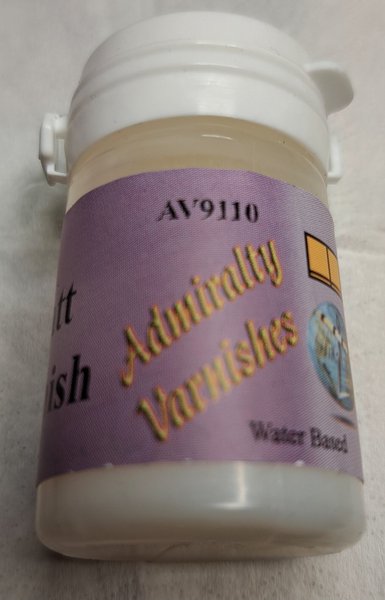 AV9110
tt
ish
Admiralty
Varnishes
Water Based